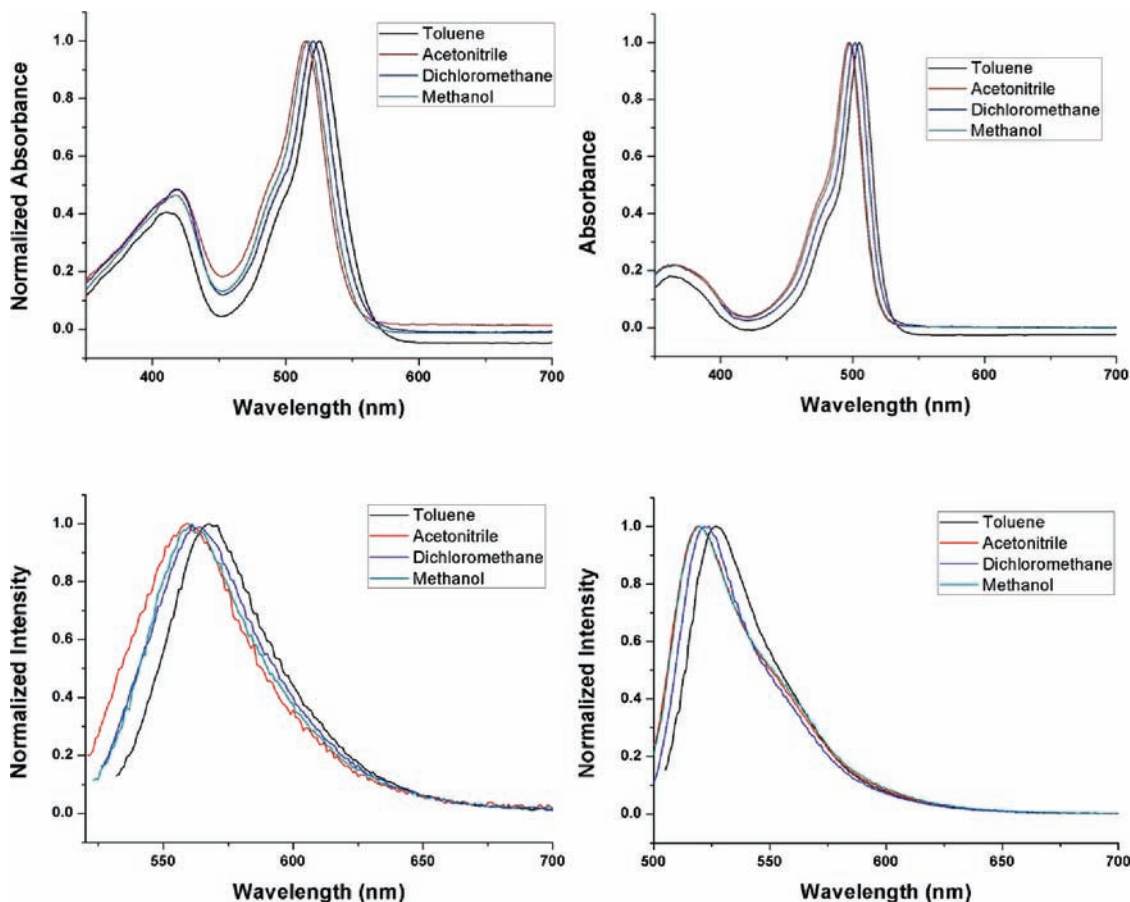 Normalized Absorbance
1.0
0.8
0.6
0.4
0.2
0.0
Toluene
Acetonitrile
Dichloromethane
Methanol
400
500
600
700
Wavelength (nm)
Absorbance
1.0
0.8
0.6
0.4
0.2
0.0
Toluene
Acetonitrile
Dichloromethane
Methanol
400
500
600
700
Wavelength (nm)
Normalized Intensity
1.0
0.8
0.6
0.4
0.2
0.0
Toluene
Acetonitrile
Dichloromethane
Methanol
550
600
650
700
Wavelength (nm)
Normalized Intensity
1.0
0.8
0.6
0.4
0.2
0.0
Toluene
Acetonitrile
Dichloromethane
Methanol
500
550
600
650
700
Wavelength (nm)